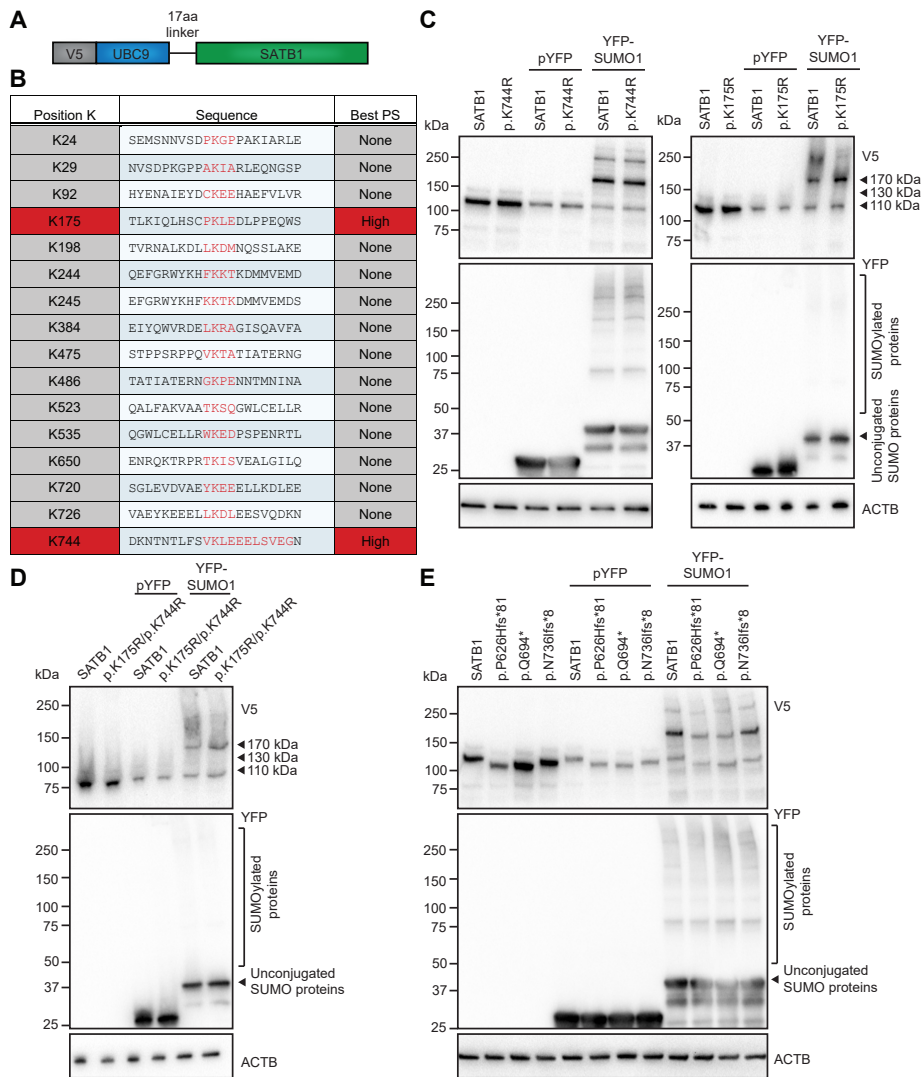 A
17aa
linker
V5 UBC9 SATB1
B
Position K Sequence Best PS
K24 SEMSNNVSDPKGPPAKIARLE None
K29 NVSDPKGPPAKIARLEQNGSP None
K92 HYENAIEYDCKEEHAEFVLVR None
K175 TLKIQLHSCPKLEDLPPEQWS High
K198 TVRNALKDLLKDMNQSSLAKE None
K244 QEFGRWYKHFKKTKDMMVEMD None
K245 EFGRWYKHFKKTKDMMVEMDS None
K384 EIYQWVRDELKRAGISQAVFA None
K475 STPPSRPPQVKTATIATERNG None
K486 TATIATERNGKPENNTMNINA None
K523 QALFAKVAATKSQGWLCELLR None
K535 QGWLCELLRWKEDPSPENRTL None
K650 ENRQKTRPRTKISVEALGILQ None
K720 SGLEVDVAEYKEEELLKDLEE None
K726 VAEYKEEELLKDLEESVQDKN None
K744 DKNTNTLFSVKLEEELSVEGN High
C
pYFP
YFP-
SUMO1
SATB1
p.K744R
SATB1
p.K744R
SATB1
p.K744R
kDa
250
150
100
75
250
150
100
75
50
37
25
pYFP
YFP-
SUMO1
SATB1
p.K175R
SATB1
p.K175R
SATB1
p.K175R
kDa
250
150
100
75
V5
170 kDa
130 kDa
110 kDa
YFP
250
150
100
75
50
37
25
SUMOylated
proteins
Unconjugated
SUMO proteins
ACTB
D
pYFP
YFP-
SUMO1
SATB1
p.K175R/p.K744R
SATB1
p.K175R/p.K744R
SATB1
p.K175R/p.K744R
kDa
250
150
100
75
V5
170 kDa
130 kDa
110 kDa
YFP
250
150
100
75
50
37
25
SUMOylated
proteins
Unconjugated
SUMO proteins
ACTB
E
pYFP
YFP-
SUMO1
SATB1
p.P626Hfs*81
p.Q694*
p.N736Ifs*8
SATB1
p.P626Hfs*81
p.Q694*
p.N736Ifs*8
SATB1
p.P626Hfs*81
p.Q694*
p.N736Ifs*8
kDa
250
150
100
75
V5
YFP
250
150
100
75
50
37
25
SUMOylated
proteins
Unconjugated
SUMO proteins
ACTB